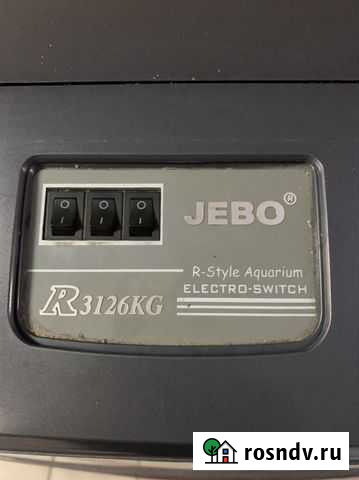 O O O
I I I
JEBO®
R-Style Aquarium
ELECTRO-SWITCH
R3126KG
rosndv.ru